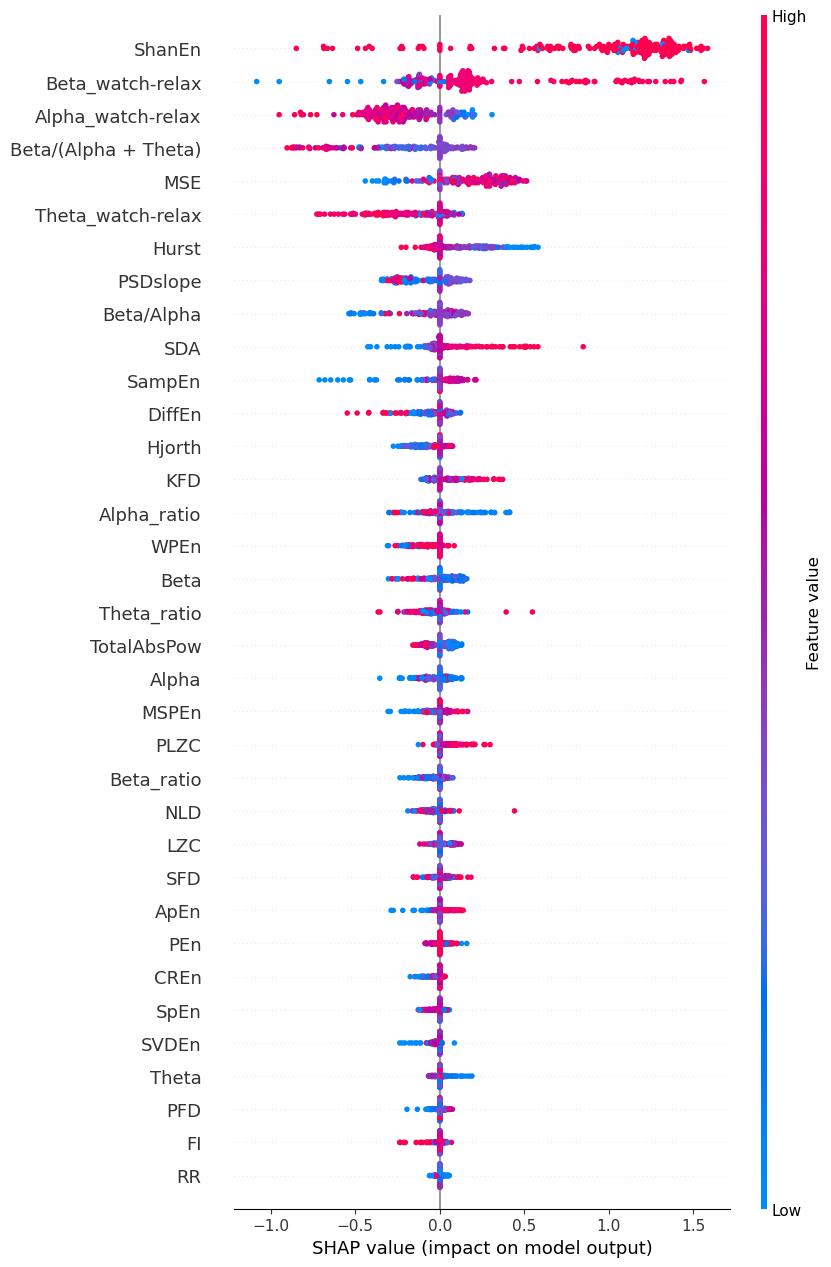 High
ShanEn
Beta_watch-relax
Alpha_watch-relax
Beta/(Alpha + Theta)
MSE
Theta_watch-relax
Hurst
PSDslope
Beta/Alpha
SDA
SampEn
DiffEn
Hjorth
KFD
Alpha_ratio
WPEn
Beta
Theta_ratio
TotalAbsPow
Alpha
MSPEn
PLZC
Beta_ratio
NLD
LZC
SFD
ApEn
PEn
CREn
SpEn
SVDEn
Theta
PFD
FI
RR
Feature value
Low
−1.0 −0.5 0.0 0.5 1.0 1.5
SHAP value (impact on model output)